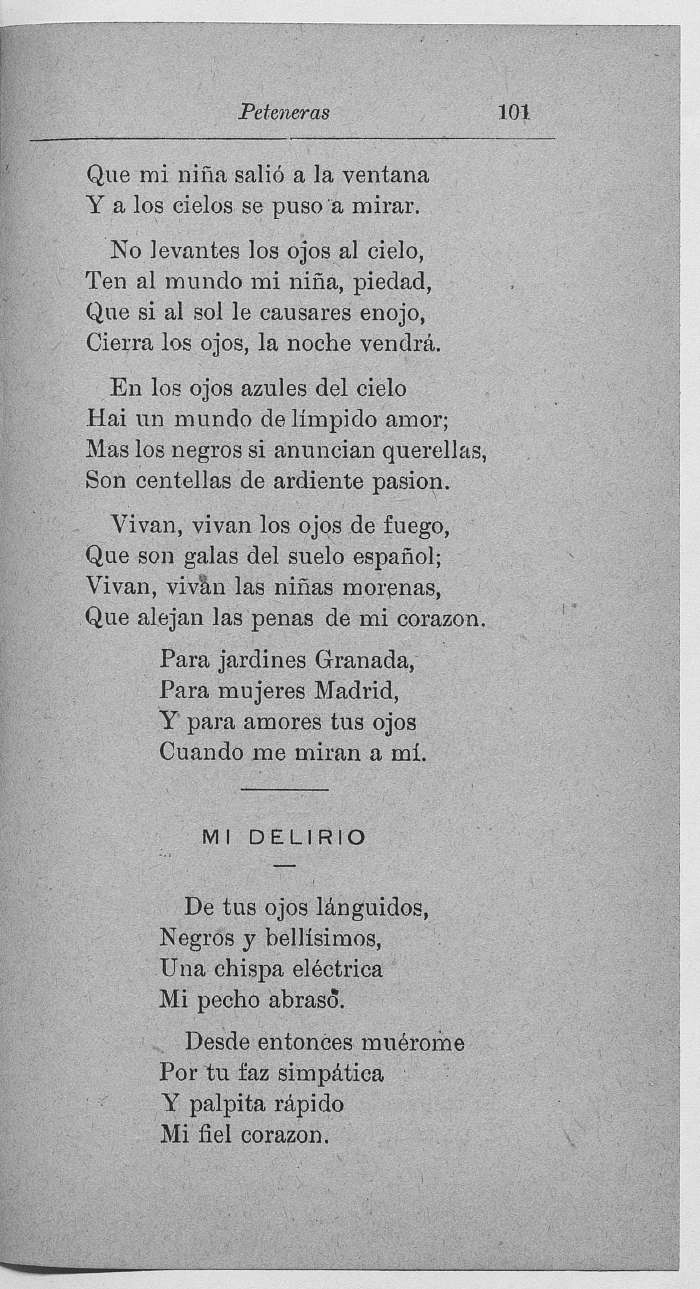 Peteneras 101
Que mi niña salió a la ventana
Y a los cielos se puso a mirar.
No levantes los ojos al cielo,
Ten al mundo mi niña, piedad,
Que si al sol le causares enojo,
Cierra los ojos, la noche vendrá.
En los ojos azules del cielo
Hai un mundo de límpido amor;
Mas los negros si anuncian querellas,
Son centellas de ardiente pasion.
Vivan, vivan los ojos de fuego,
Que son galas del suelo español;
Vivan, vivan las niñas morenas,
Que alejan las penas de mi corazon.
Para jardines Granada,
Para mujeres Madrid,
Y para amores tus ojos
Cuando me miran a mí.
MI DELIRIO
De tus ojos lánguidos,
Negros y bellísimos,
Una chispa eléctrica
Mi pecho abrasó.
Desde entonces muérome
Por tu faz simpática
Y palpita rápido
Mi fiel corazon.